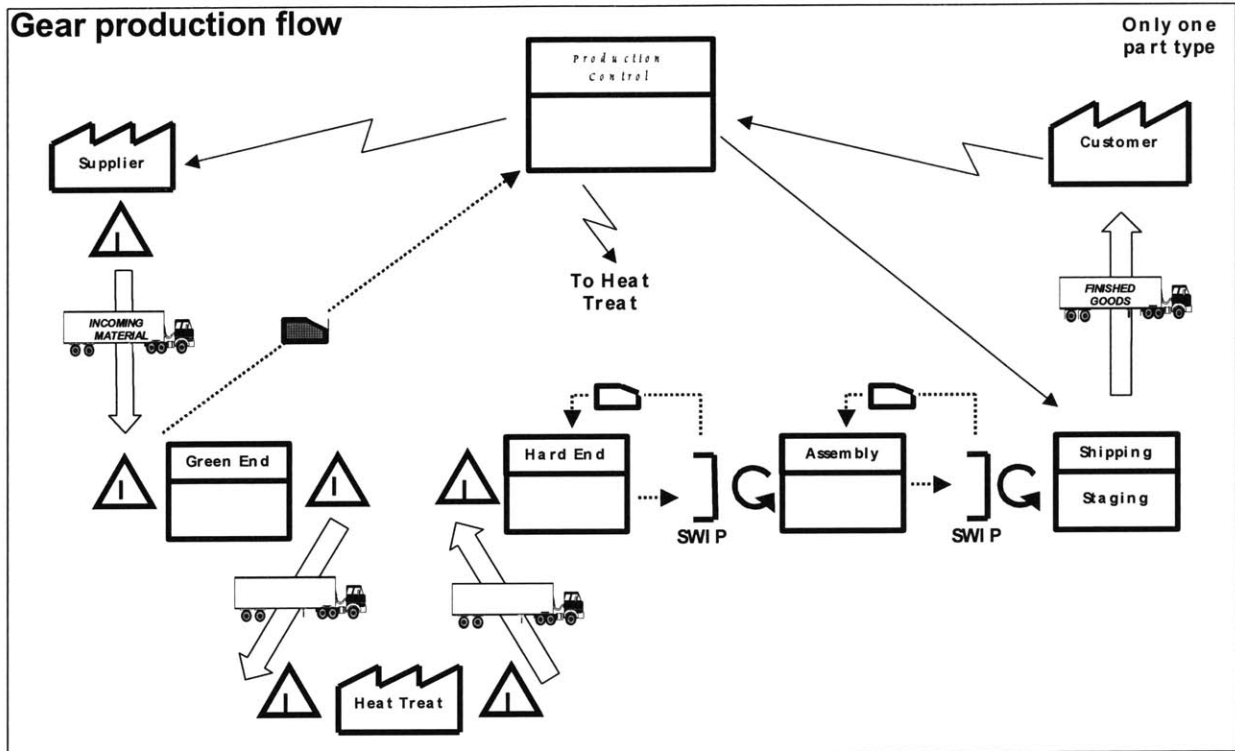 Gear production flow
Only one
part type
Production
Control
Supplier
Customer
To Heat
Treat
INCOMING
MATERIAL
FINISHED
GOODS
I
I
Green End
I
I
Hard End
SWIP
Assembly
SWIP
Shipping
Staging
I
Heat Treat
I